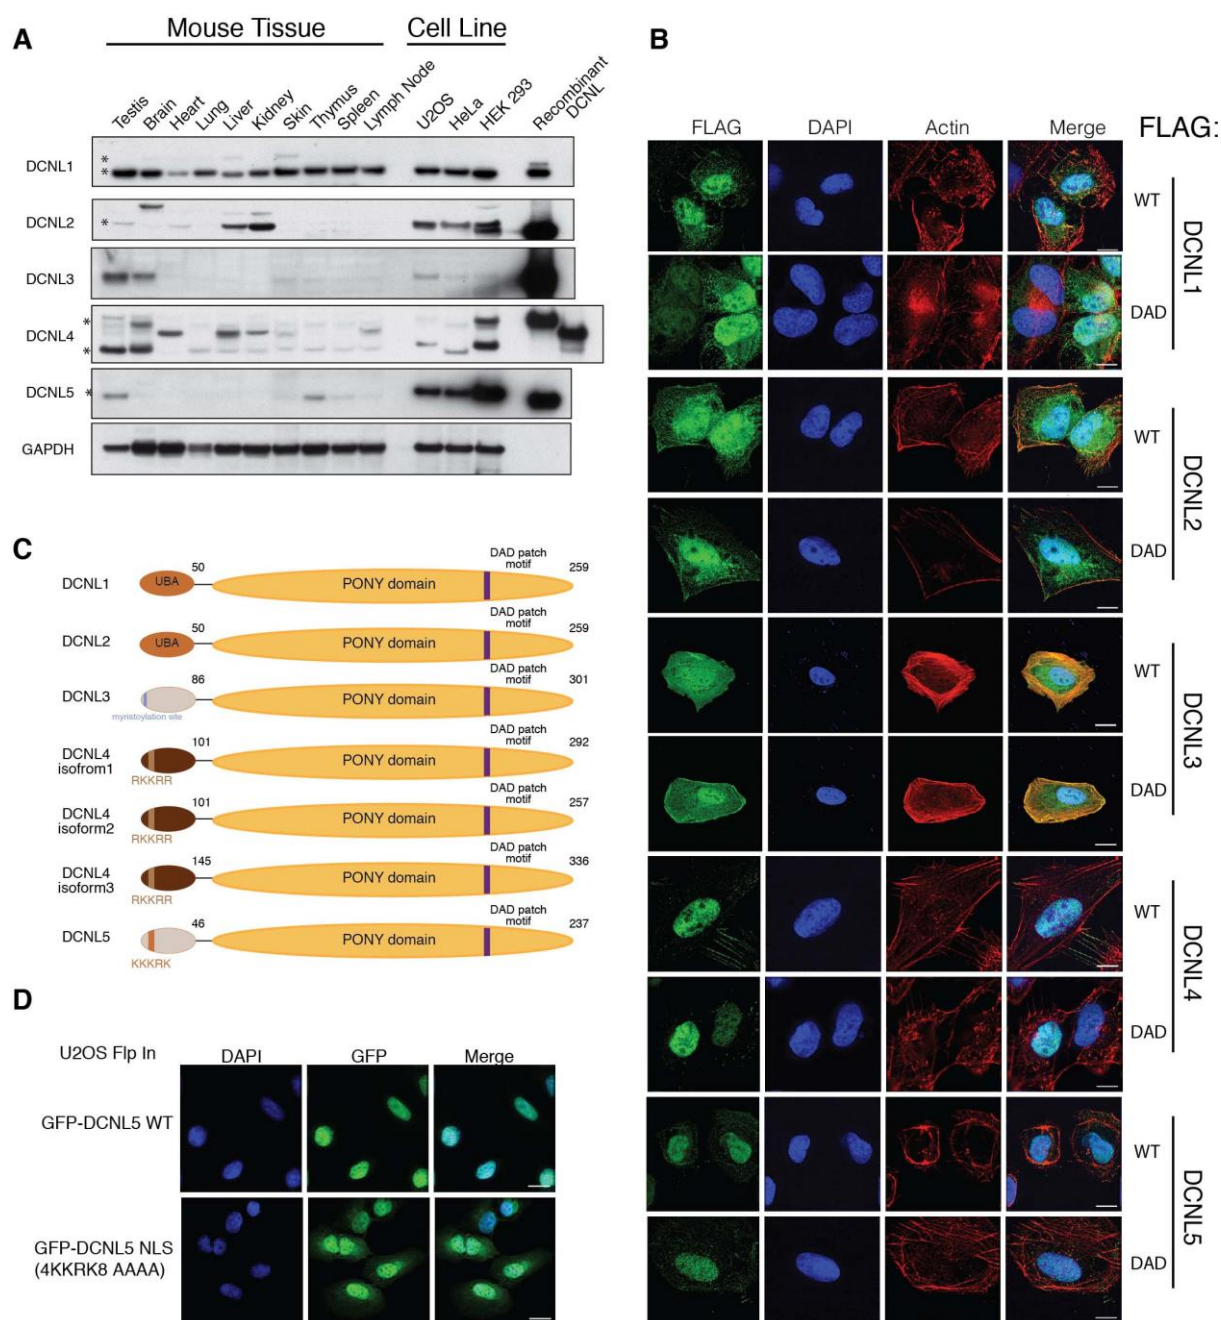 A
Mouse Tissue
Cell Line
Testis
Brain
Heart
Lung
Liver
Kidney
Skin
Thymus
Spleen
Lymph Node
U2OS
HeLa
HEK 293
Recombinant
DCNL
DCNL1
*
*
DCNL2
*
DCNL3
DCNL4
*
*
DCNL5
*
GAPDH
B
FLAG
DAPI
Actin
Merge
FLAG:
WT
DAD
DCNL1
WT
DAD
DCNL2
WT
DAD
DCNL3
WT
DAD
DCNL4
WT
DAD
DCNL5
C
DCNL1
UBA
50
PONY domain
DAD patch
motif
259
DCNL2
UBA
50
PONY domain
DAD patch
motif
259
DCNL3
myristoylation site
86
PONY domain
DAD patch
motif
301
DCNL4
isofrom1
RKKRR
101
PONY domain
DAD patch
motif
292
DCNL4
isoform2
RKKRR
101
PONY domain
DAD patch
motif
257
DCNL4
isoform3
RKKRR
145
PONY domain
DAD patch
motif
336
DCNL5
KKKRK
46
PONY domain
DAD patch
motif
237
D
U2OS Flp In
DAPI
GFP
Merge
GFP-DCNL5 WT
GFP-DCNL5 NLS
(4KKRK8 AAAA)